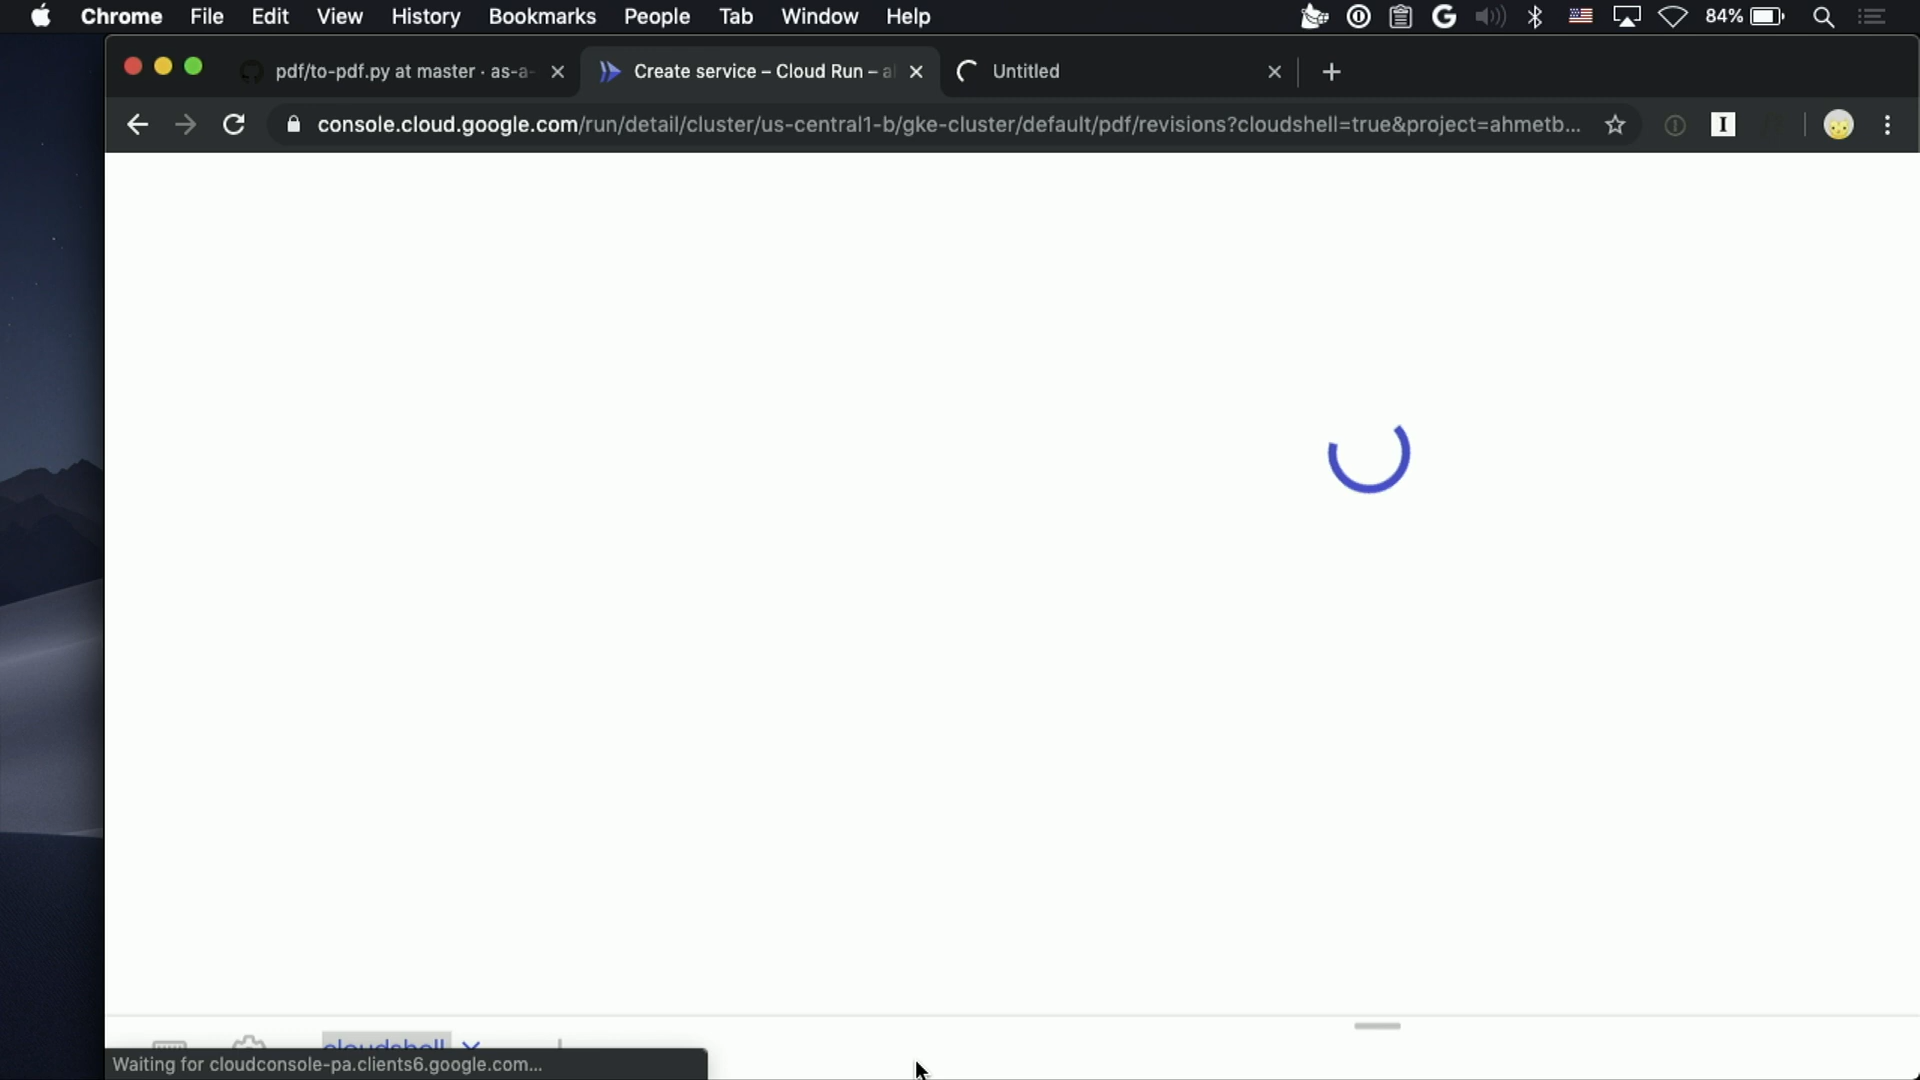 Chrome File Edit View History Bookmarks People Tab Window Help 84%
pdf/to-pdf.py at master · as-a- Create service – Cloud Run – a Untitled
console.cloud.google.com/run/detail/cluster/us-central1-b/gke-cluster/default/pdf/revisions?cloudshell=true&project=ahmetb...
cloudshell
Waiting for cloudconsole-pa.clients6.google.com...